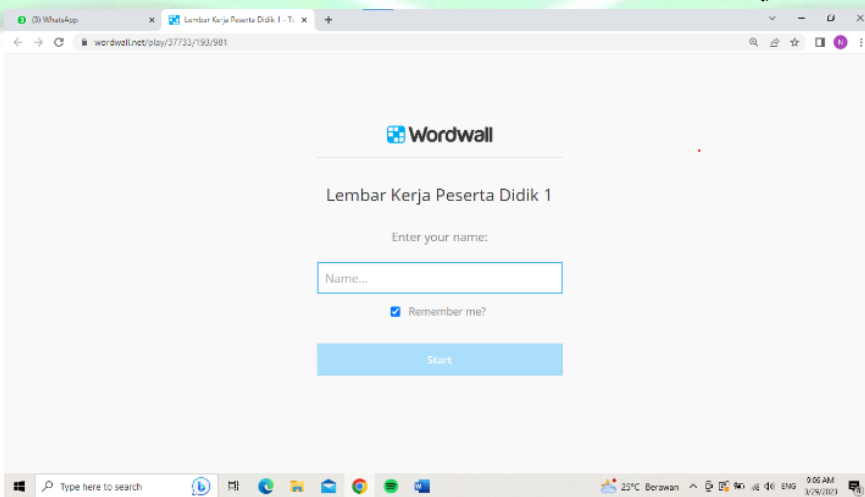 (3) WhatsApp
Lembar Kerja Peserta Didik 1 - T
wordwall.net/play/37733/193/981
N
Wordwall
Lembar Kerja Peserta Didik 1
Enter your name:
Name...
Remember me?
Start
Type here to search
25°C Berawan
ENG
9:06 AM
3/29/2023